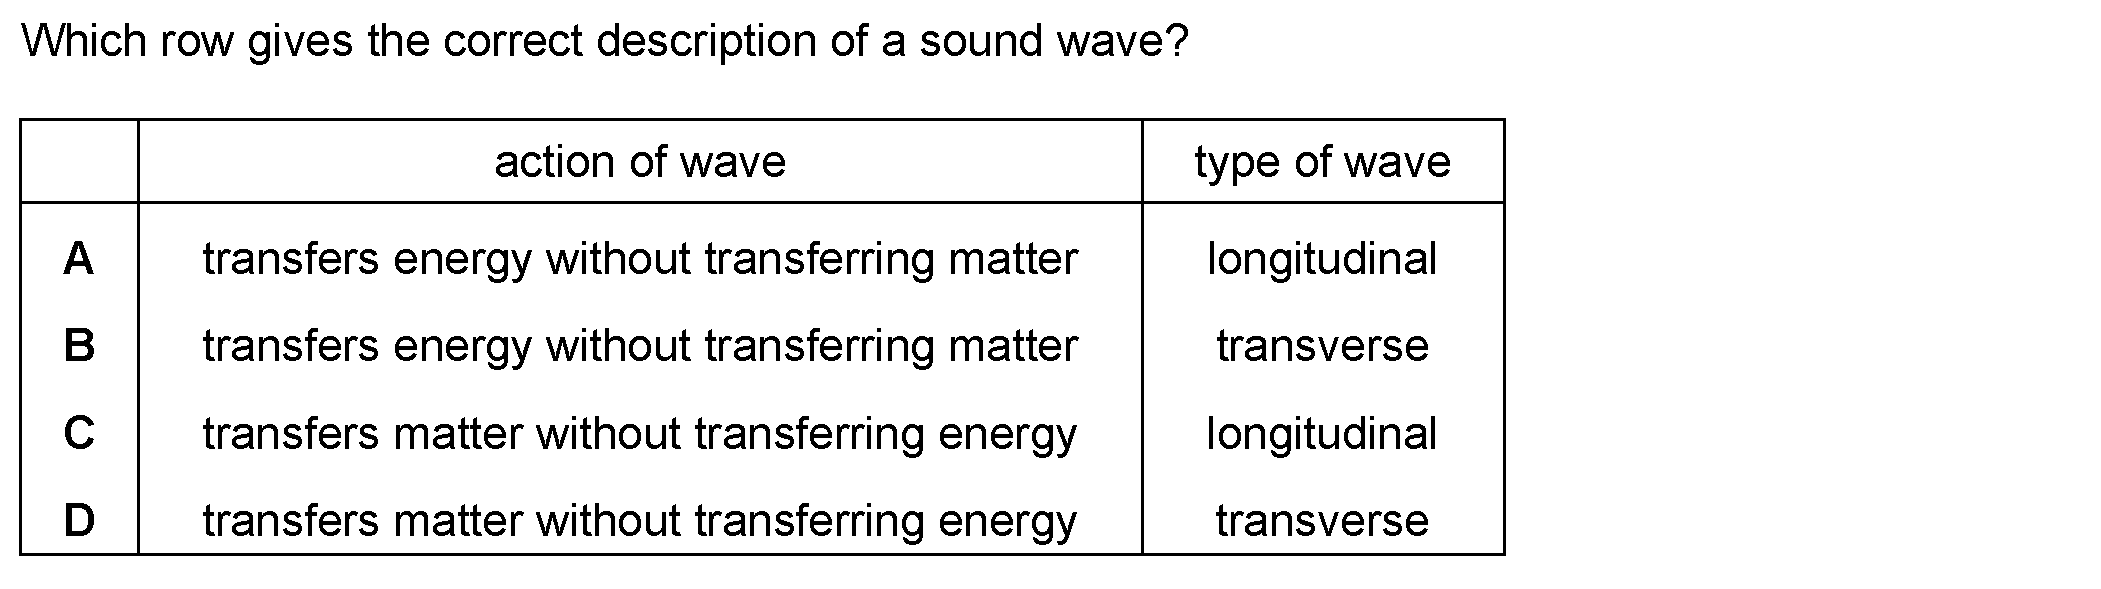 Which row gives the correct description of a sound wave?
action of wave type of wave
A transfers energy without transferring matter longitudinal
B transfers energy without transferring matter transverse
C transfers matter without transferring energy longitudinal
D transfers matter without transferring energy transverse